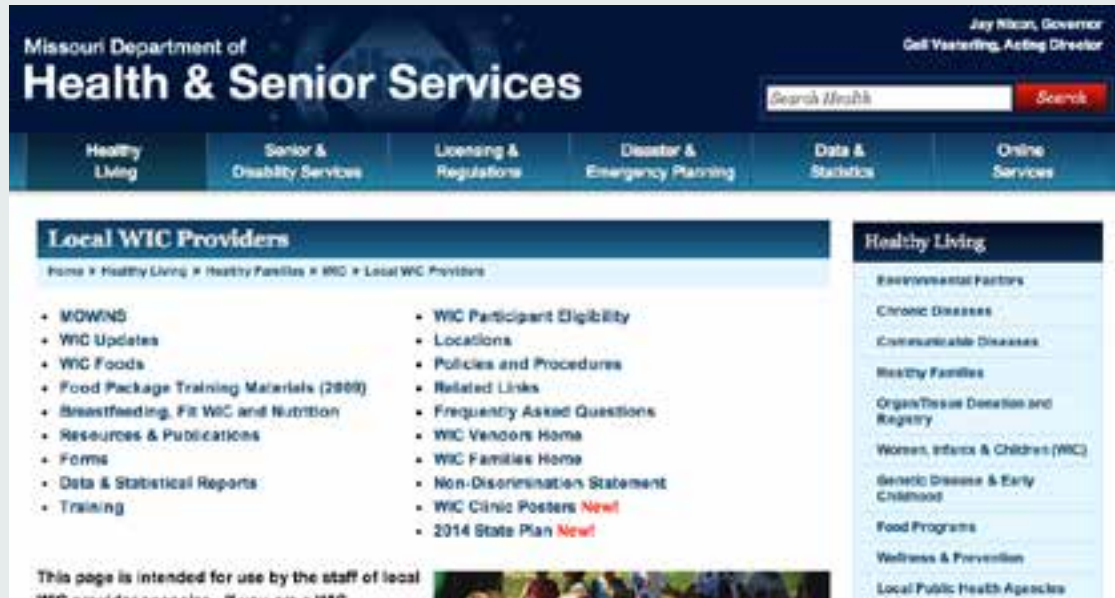 Jay Nixon, Governor
Missouri Department of
Gail Vasterling, Acting Director
Health & Senior Services
Search Health
Search
Healthy
Living
Senior &
Disability Services
Licensing &
Regulations
Disaster &
Emergency Planning
Data &
Statistics
Online
Services
Local WIC Providers
Home » Healthy Living » Healthy Families » WIC » Local WIC Providers
• MOWINS
• WIC Updates
• WIC Foods
• Food Package Training Materials (2009)
• Breastfeeding, Fit WIC and Nutrition
• Resources & Publications
• Forms
• Data & Statistical Reports
• Training
• WIC Participant Eligibility
• Locations
• Policies and Procedures
• Related Links
• Frequently Asked Questions
• WIC Vendors Home
• WIC Families Home
• Non-Discrimination Statement
• WIC Clinic Posters New!
• 2014 State Plan New!
This page is intended for use by the staff of local
Healthy Living
Environmental Factors
Chronic Diseases
Communicable Diseases
Healthy Families
Organ/Tissue Donation and
Registry
Women, Infants & Children (WIC)
Genetic Disease & Early
Childhood
Food Programs
Wellness & Prevention
Local Public Health Agencies